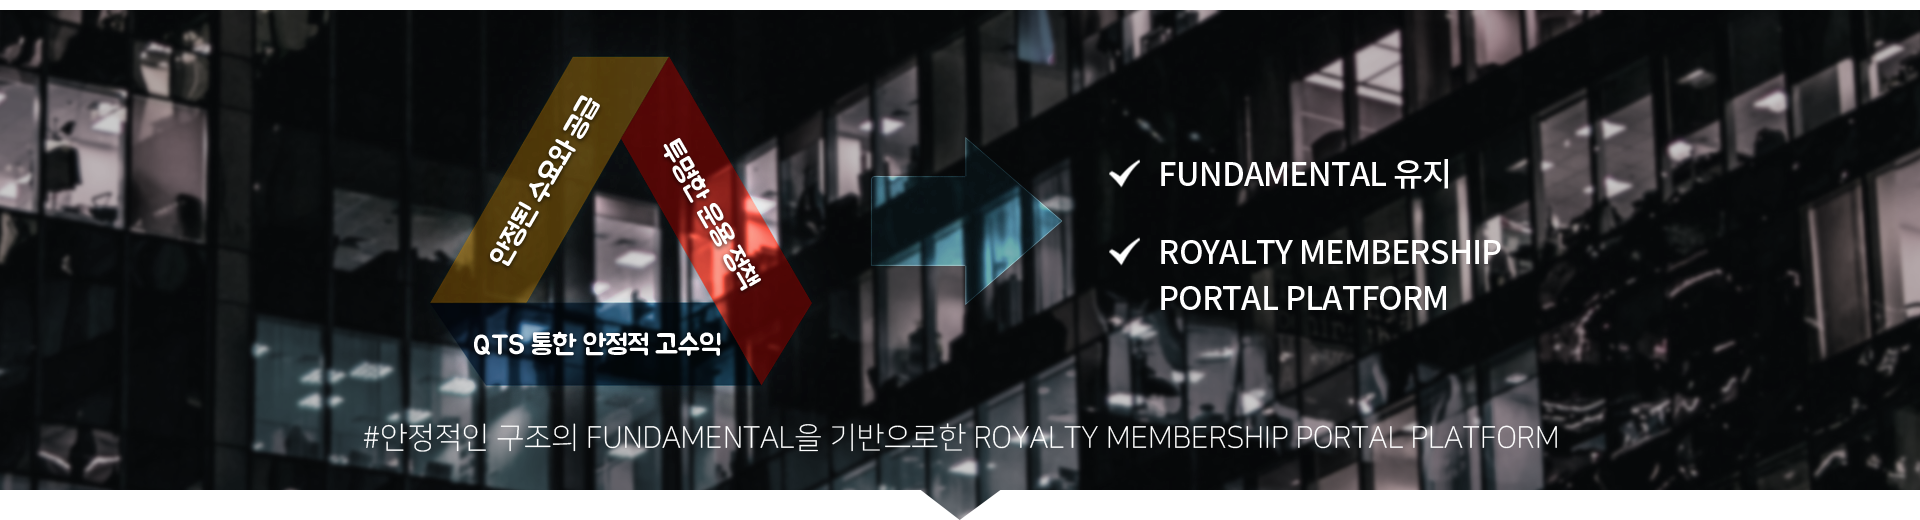 안정된 수요와 공급
투명한 운용 정책
QTS 통한 안정적 고수익
FUNDAMENTAL 유지
ROYALTY MEMBERSHIP
PORTAL PLATFORM
#안정적인 구조의 FUNDAMENTAL을 기반으로한 ROYALTY MEMBERSHIP PORTAL PLATFORM